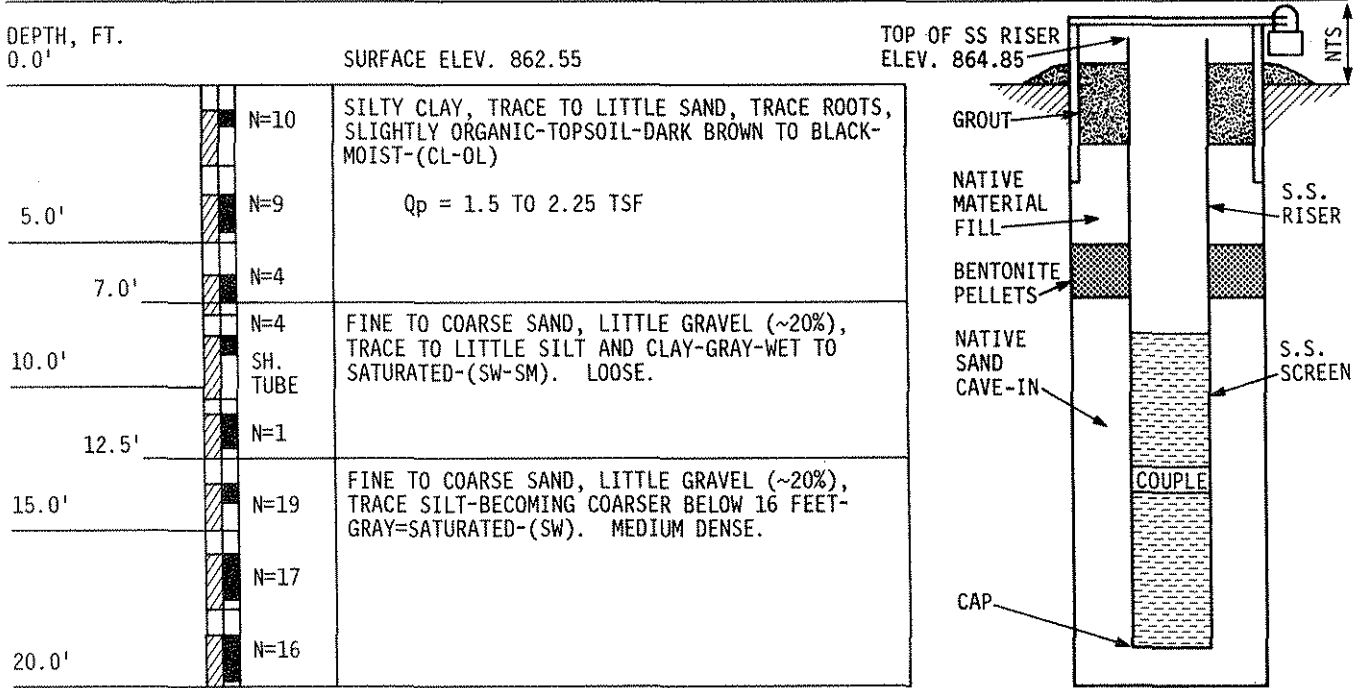 DEPTH, FT.
0.0'
SURFACE ELEV. 862.55
TOP OF SS RISER
ELEV. 864.85
NTS
N=10
SILTY CLAY, TRACE TO LITTLE SAND, TRACE ROOTS,
SLIGHTLY ORGANIC-TOPSOIL-DARK BROWN TO BLACK-
MOIST-(CL-OL)
GROUT
5.0'
N=9
Qp = 1.5 TO 2.25 TSF
NATIVE
MATERIAL
FILL
S.S.
RISER
7.0'
N=4
BENTONITE
PELLETS
N=4
FINE TO COARSE SAND, LITTLE GRAVEL (~20%),
TRACE TO LITTLE SILT AND CLAY-GRAY-WET TO
SATURATED-(SW-SM). LOOSE.
10.0'
SH.
TUBE
NATIVE
SAND
CAVE-IN
S.S.
SCREEN
12.5'
N=1
15.0'
N=19
FINE TO COARSE SAND, LITTLE GRAVEL (~20%),
TRACE SILT-BECOMING COARSER BELOW 16 FEET-
GRAY=SATURATED-(SW). MEDIUM DENSE.
COUPLE
N=17
CAP
20.0'
N=16